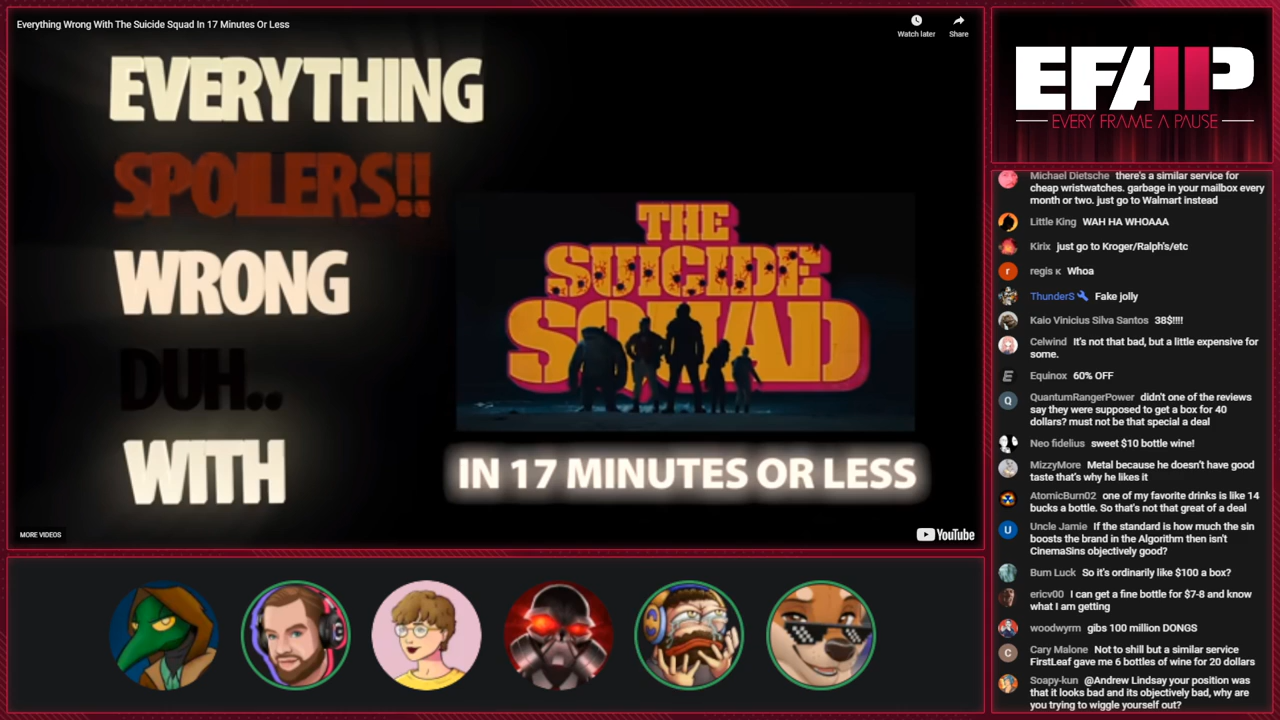 Everything Wrong With The Suicide Squad In 17 Minutes Or Less
Watch later
Share
EVERYTHING
SPOILERS!!
WRONG
DUH..
WITH
THE
SUICIDE
SQUAD
IN 17 MINUTES OR LESS
MORE VIDEOS
YouTube
EFAP
EVERY FRAME A PAUSE
Michael Dietsche there's a similar service for
cheap wristwatches. garbage in your mailbox every
month or two. just go to Walmart instead
Little King WAH HA WHOAAA
Kirix just go to Kroger/Ralph's/etc
r
regis ĸ Whoa
ThunderS Fake jolly
Kaio Vinicius Silva Santos 38$!!!!
Celwind It's not that bad, but a little expensive for
some.
E
Equinox 60% OFF
Q
QuantumRangerPower didn't one of the reviews
say they were supposed to get a box for 40
dollars? must not be that special a deal
Neo fidelius sweet $10 bottle wine!
MizzyMore Metal because he doesn't have good
taste that's why he likes it
AtomicBurn02 one of my favorite drinks is like 14
bucks a bottle. So that's not that great of a deal
U
Uncle Jamie If the standard is how much the sin
boosts the brand in the Algorithm then isn't
CinemaSins objectively good?
Bum Luck So it's ordinarily like $100 a box?
ericv00 I can get a fine bottle for $7-8 and know
what I am getting
woodwyrm gibs 100 million DONGS
C
Cary Malone Not to shill but a similar service
FirstLeaf gave me 6 bottles of wine for 20 dollars
Soapy-kun @Andrew Lindsay your position was
that it looks bad and its objectively bad, why are
you trying to wiggle yourself out?